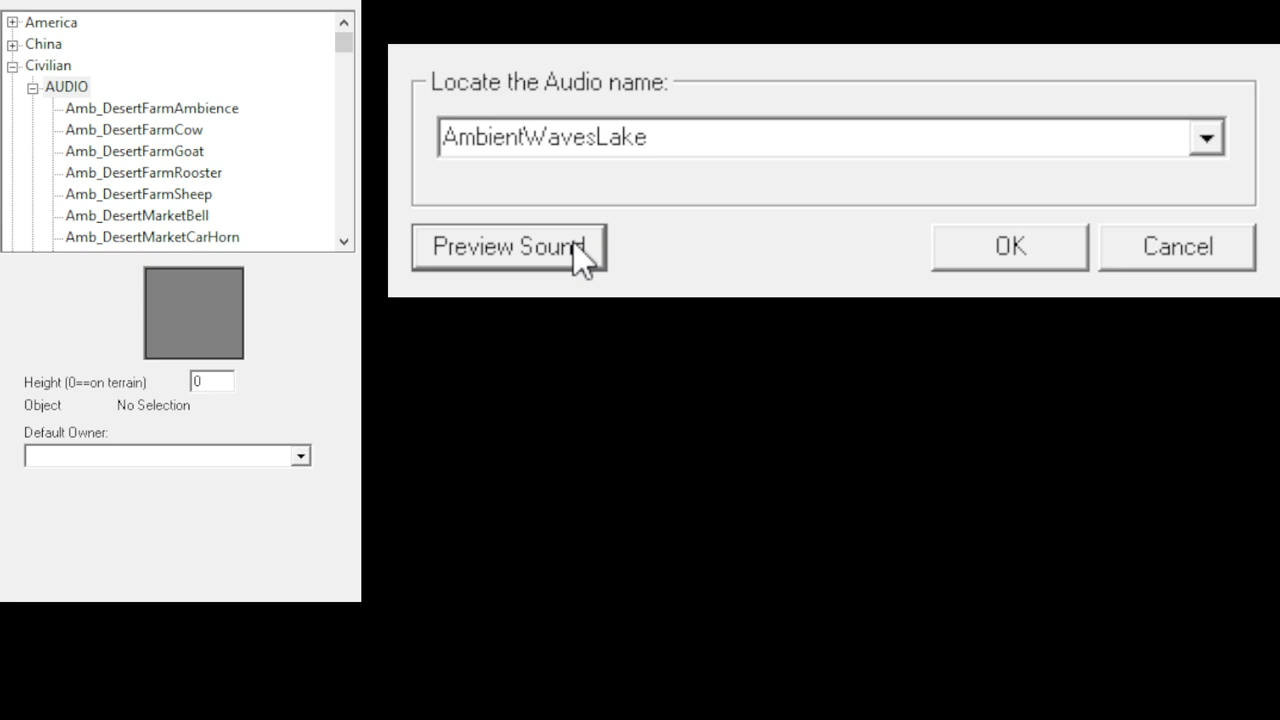 America
China
Civilian
AUDIO
Amb_DesertFarmAmbience
Amb_DesertFarmCow
Amb_DesertFarmGoat
Amb_DesertFarmRooster
Amb_DesertFarmSheep
Amb_DesertMarketBell
Amb_DesertMarketCarHorn
Height (0==on terrain) 0
Object No Selection
Default Owner:
Locate the Audio name:
AmbientWavesLake
Preview Sound OK Cancel